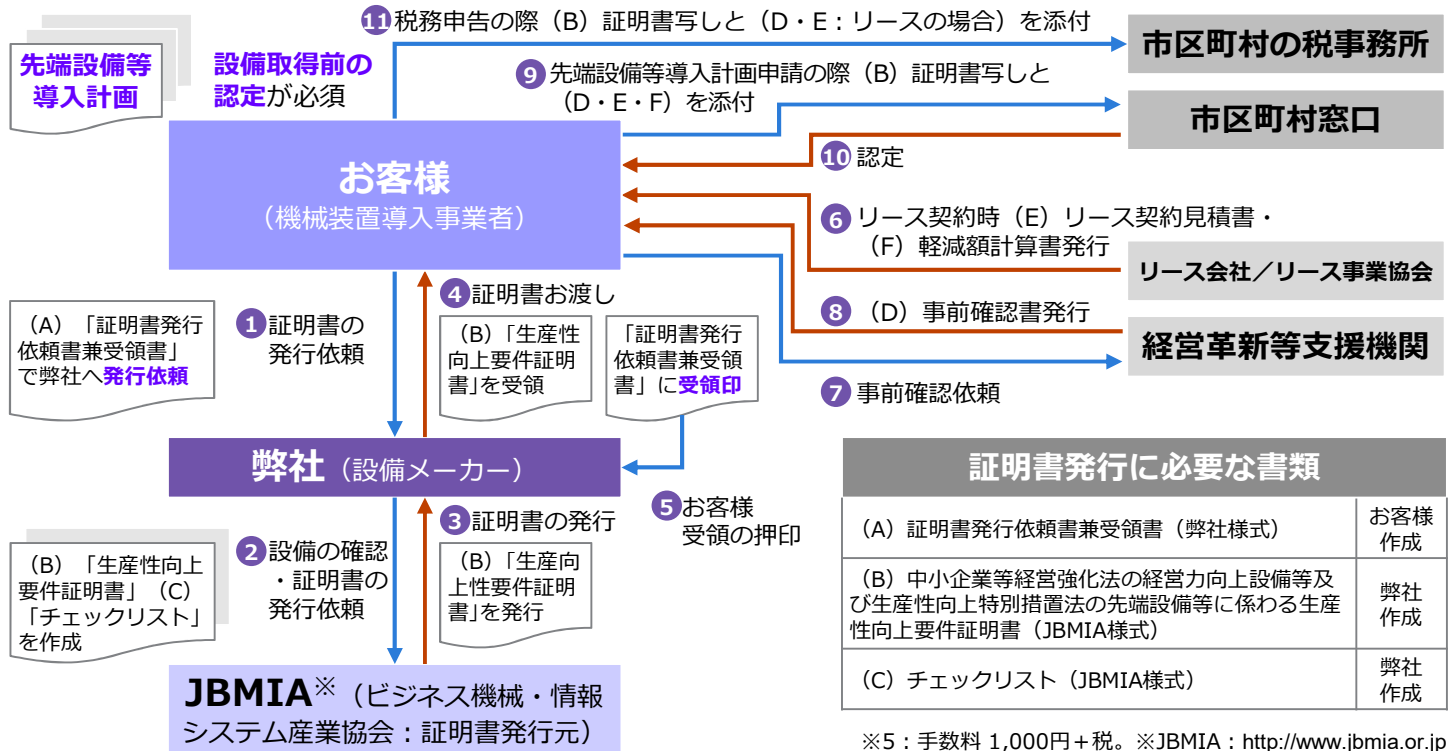 ⓫税務申告の際（B）証明書写しと（D・E：リースの場合）を添付
市区町村の税事務所
先端設備等
導入計画
設備取得前の
認定が必須
❾先端設備等導入計画申請の際（B）証明書写しと
（D・E・F）を添付
市区町村窓口
❿認定
お客様
（機械装置導入事業者）
❻リース契約時（E）リース契約見積書・
（F）軽減額計算書発行
リース会社／リース事業協会
❽（D）事前確認書発行
経営革新等支援機関
❼事前確認依頼
（A）「証明書発行
依頼書兼受領書」
で弊社へ発行依頼
❶証明書の
発行依頼
❹証明書お渡し
（B）「生産性
向上要件証明
書」を受領
「証明書発行
依頼書兼受領
書」に受領印
弊社（設備メーカー）
❺お客様
受領の押印
（B）「生産性向上
要件証明書」（C）
「チェックリスト」
を作成
❷設備の確認
・証明書の
発行依頼
❸証明書の発行
（B）「生産向
上性要件証明
書」を発行
JBMIA※（ビジネス機械・情報
システム産業協会：証明書発行元）
証明書発行に必要な書類
（A）証明書発行依頼書兼受領書（弊社様式）
お客様
作成
（B）中小企業等経営強化法の経営力向上設備等及
び生産性向上特別措置法の先端設備等に係わる生産
性向上要件証明書（JBMIA様式）
弊社
作成
（C）チェックリスト（JBMIA様式）
弊社
作成
※5：手数料 1,000円＋税。※JBMIA：http://www.jbmia.or.jp